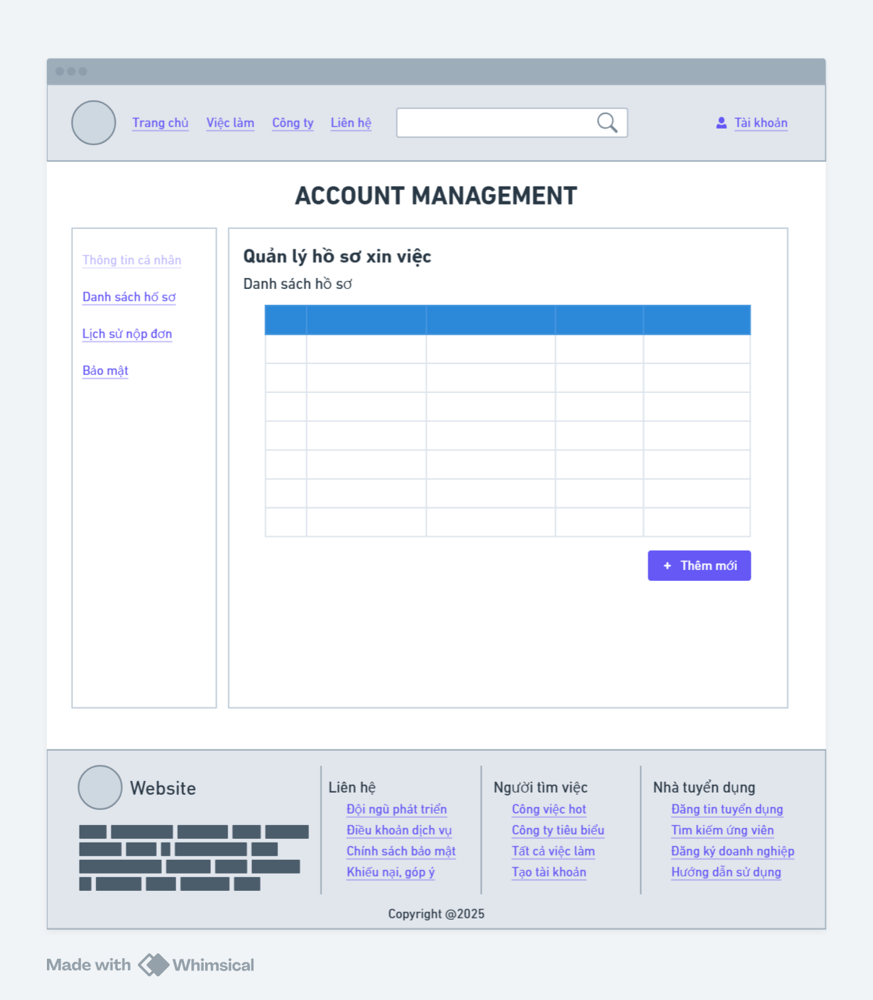 Trang chủ
Việc làm
Công ty
Liên hệ
Tài khoản
ACCOUNT MANAGEMENT
Thông tin cá nhân
Danh sách hố sơ
Lịch sử nộp đơn
Bảo mật
Quản lý hồ sơ xin việc
Danh sách hồ sơ
+ Thêm mới
Website
Liên hệ
Đội ngũ phát triển
Điều khoản dịch vụ
Chính sách bảo mật
Khiếu nại, góp ý
Người tìm việc
Công việc hot
Công ty tiêu biểu
Tất cả việc làm
Tạo tài khoản
Nhà tuyển dụng
Đăng tin tuyển dụng
Tìm kiếm ứng viên
Đăng ký doanh nghiệp
Hướng dẫn sử dụng
Copyright @2025
Made with Whimsical